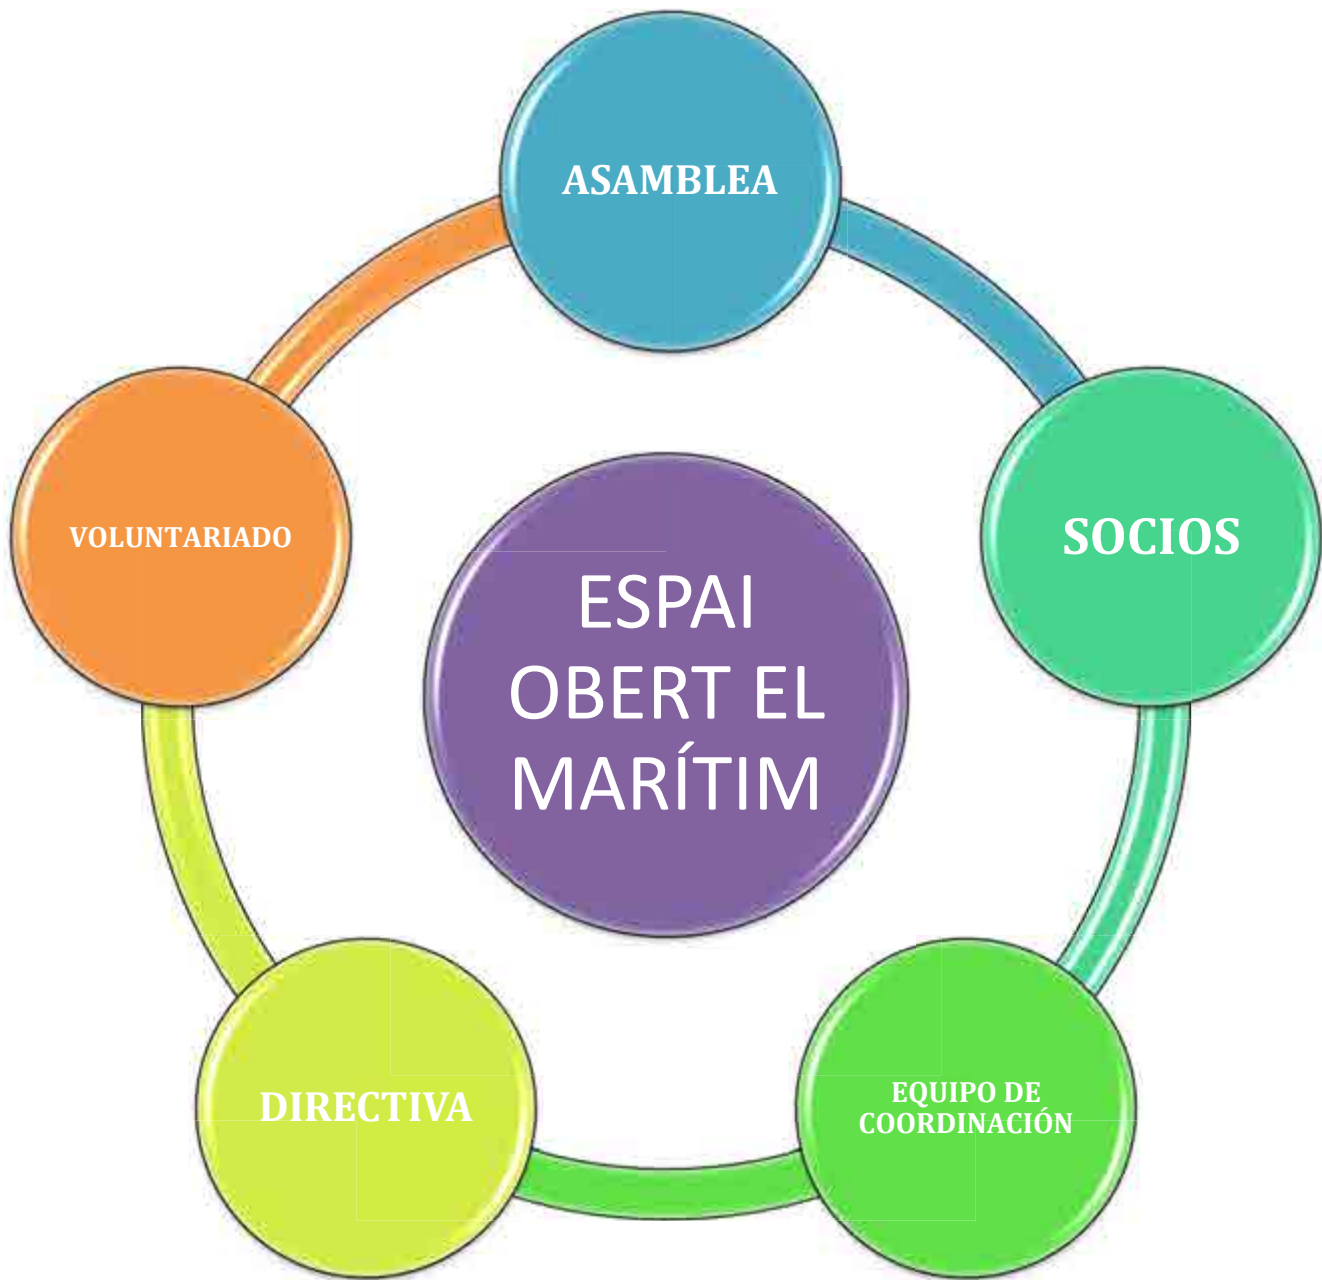 ASAMBLEA
SOCIOS
EQUIPO DE
COORDINACIÓN
DIRECTIVA
VOLUNTARIADO
ESPAI
OBERT EL
MARÍTIM